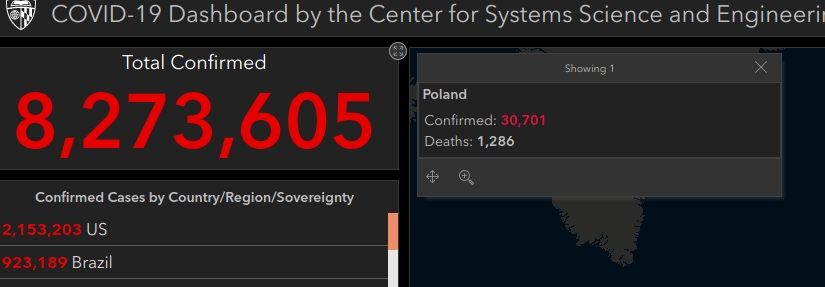 COVID-19 Dashboard by the Center for Systems Science and Engineerin
Total Confirmed
8,273,605
Confirmed Cases by Country/Region/Sovereignty
2,153,203 US
923,189 Brazil
Showing 1
Poland
Confirmed: 30,701
Deaths: 1,286